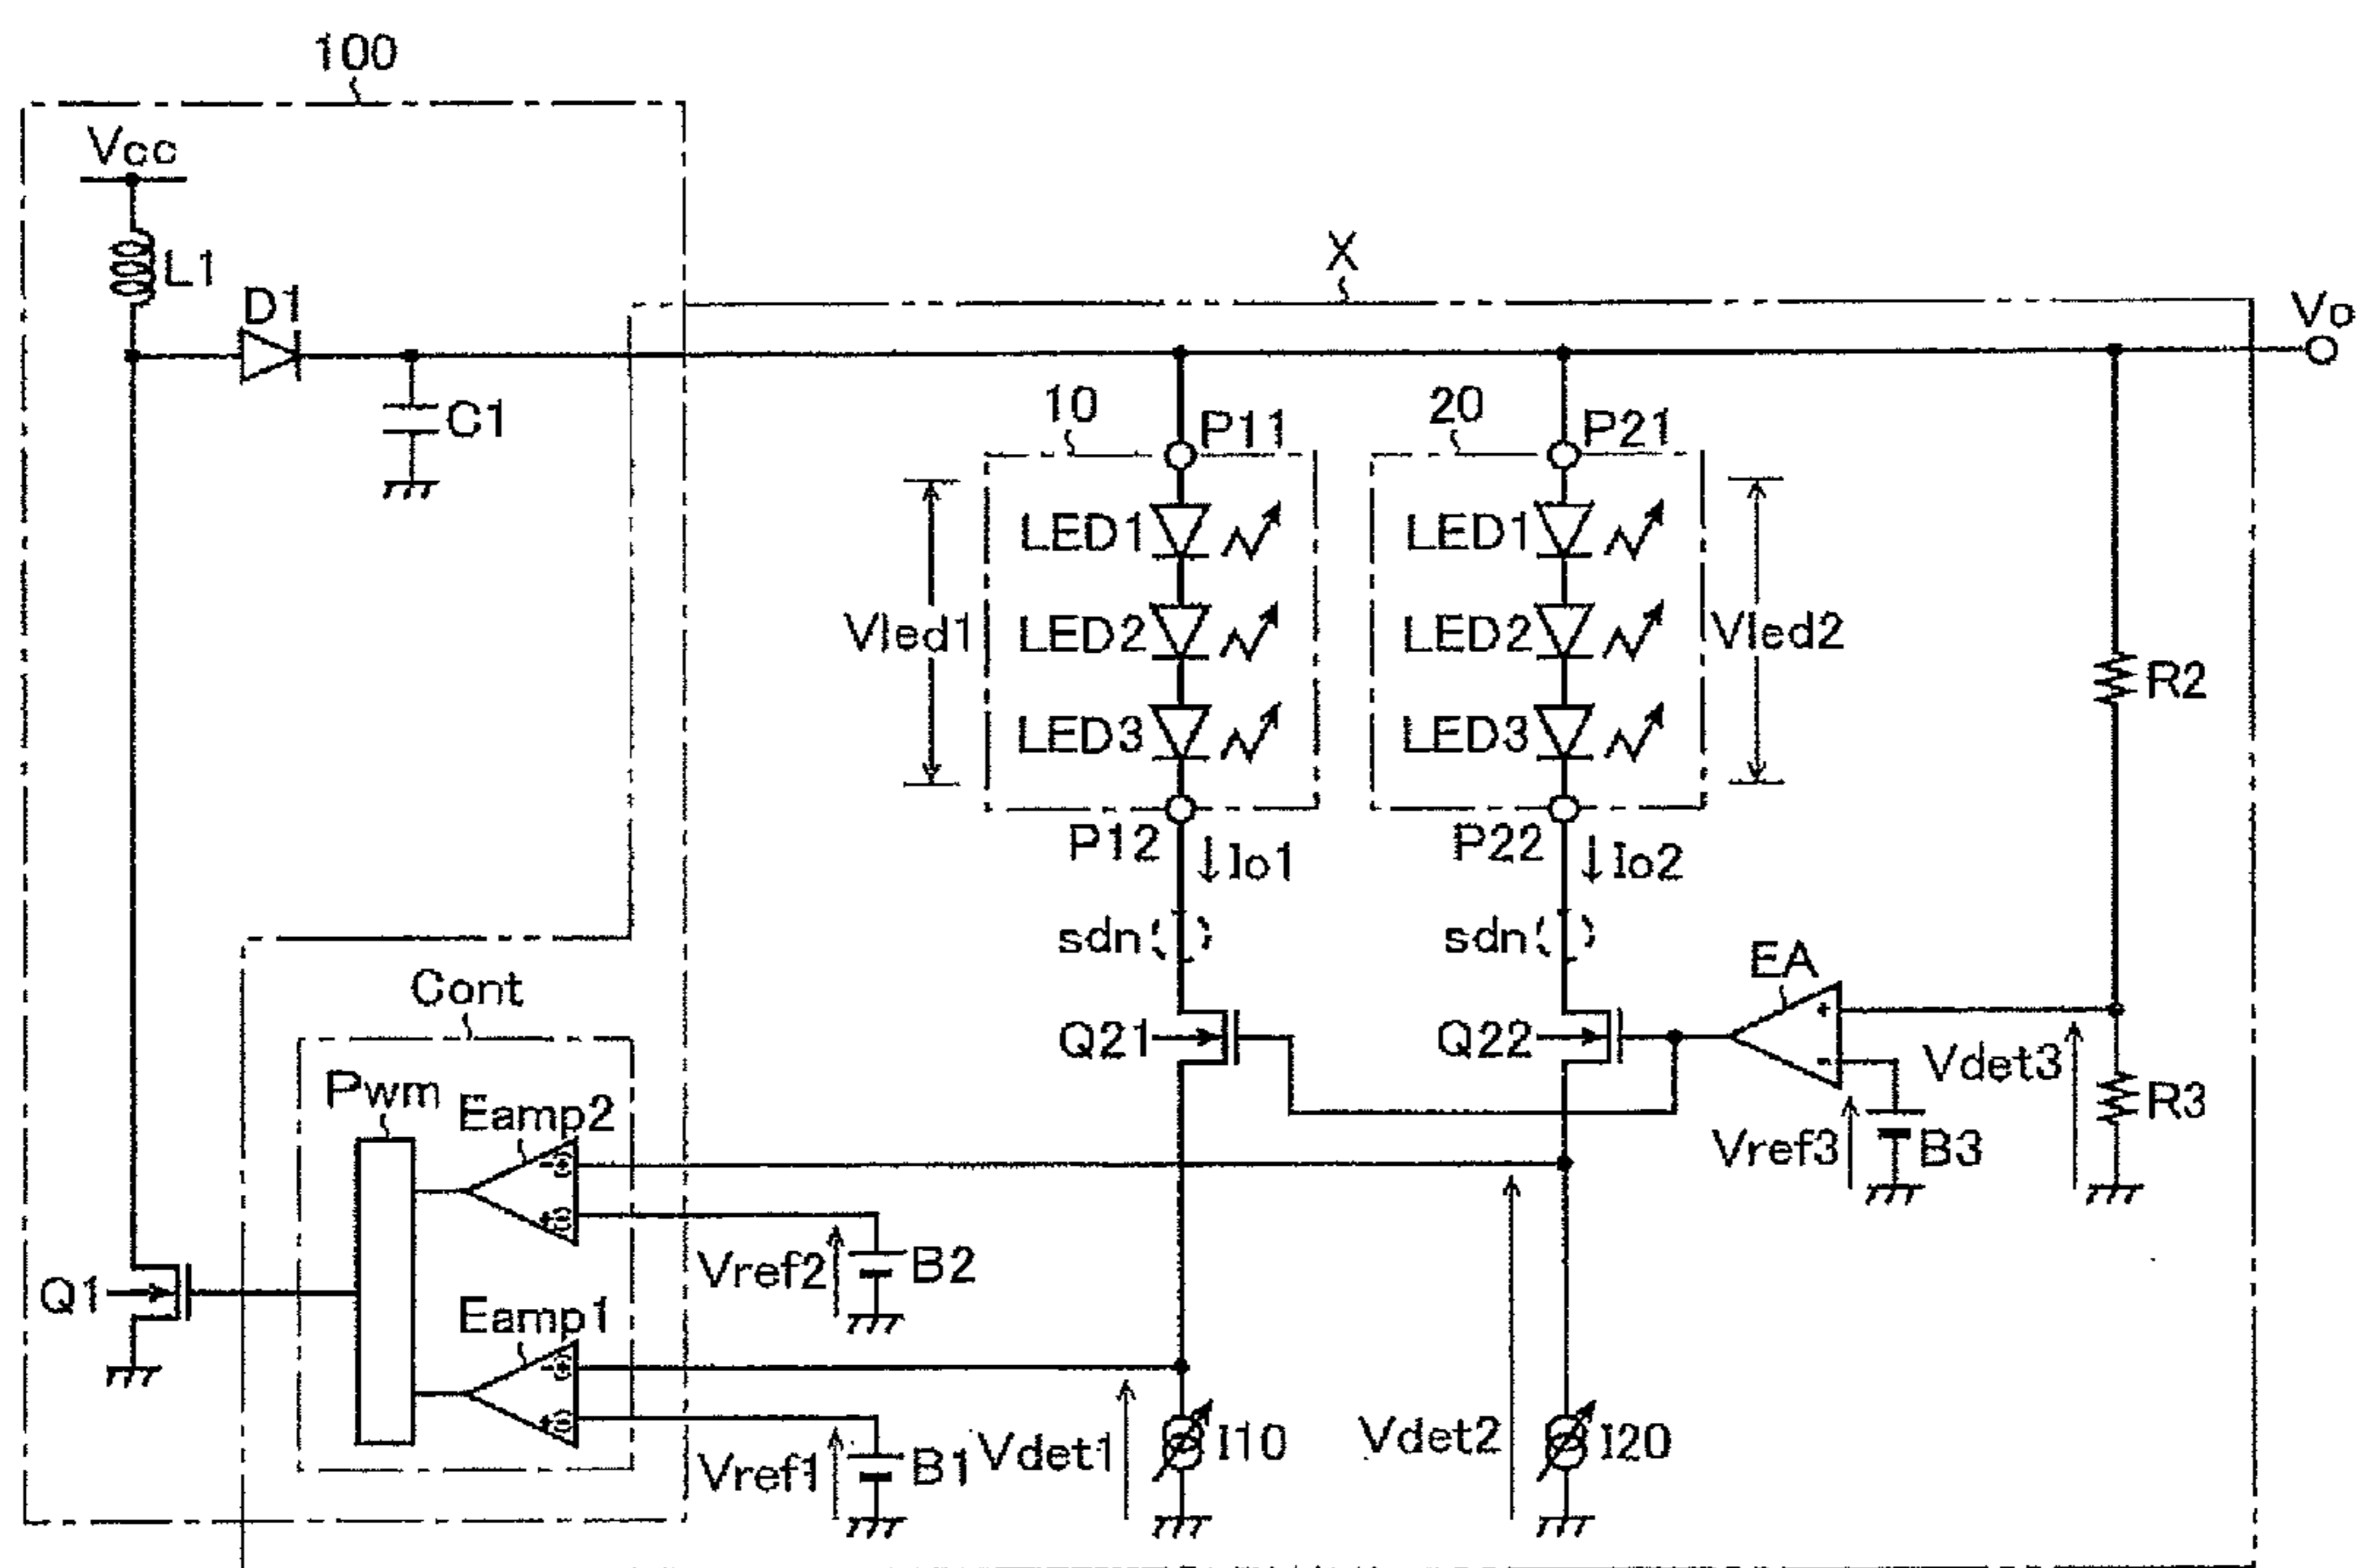 100
Vcc
L1
D1
C1
X
Vo
10
P11
20
P21
LED1
LED1
Vled1
LED2
LED2
Vled2
LED3
LED3
R2
P12
Io1
P22
Io2
sdn
sdn
EA
+
-
Cont
Q21
Q22
Vdet3
R3
Pwm
Eamp2
Vref3
B3
Vref2
B2
Q1
Eamp1
Vref1
B1
Vdet1
I10
Vdet2
I20